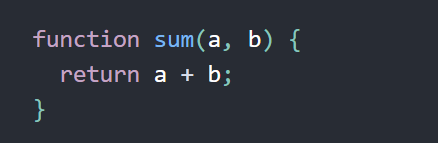 function sum(a, b) {
  return a + b;
}